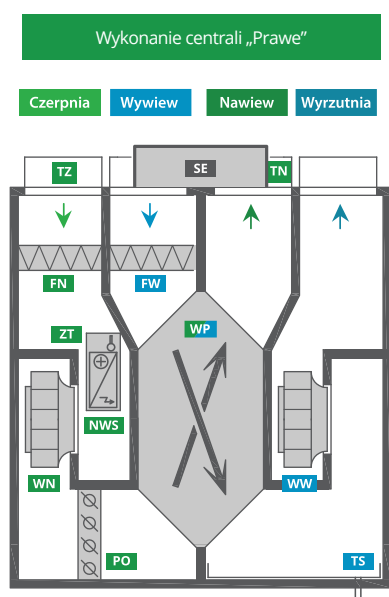 Wykonanie centrali „Prawe”
Czerpnia Wywiew Nawiew Wyrzutnia
TZ SE TN
FN FW
ZT WP
NWS
WN WW
PO TS